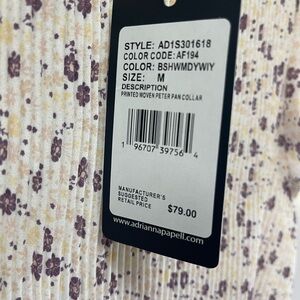 STYLE: AD1S301618
COLOR CODE: AF194
COLOR: BSHWMDYWIY
SIZE: M
DESCRIPTION
PRINTED MOVEN PETER PAN COLLAR
1 96707 39756 4
MANUFACTURER'S
SUGGESTED
RETAIL PRICE
$79.00
www.adriannapapell.com